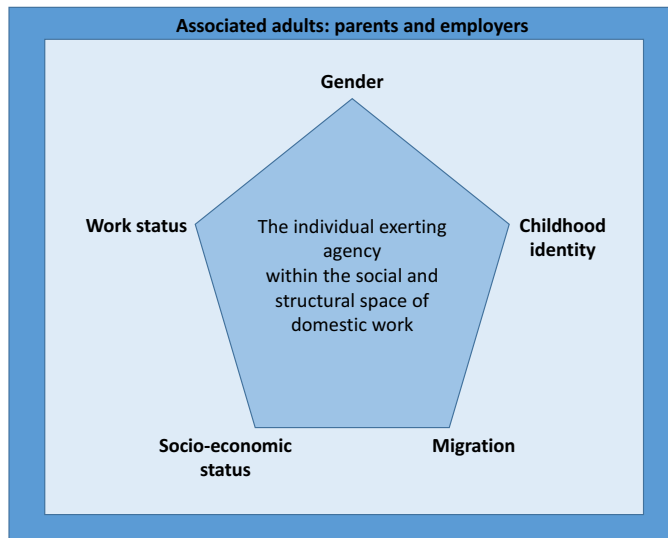 Associated adults: parents and employers
Gender
Work status
Childhood
identity
The individual exerting
agency
within the social and
structural space of
domestic work
Socio-economic
status
Migration